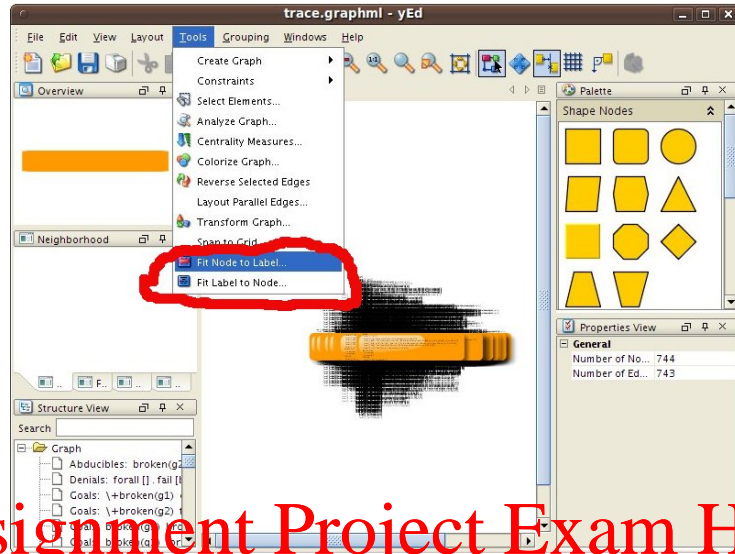 trace.graphml - yEd
File Edit View Layout Tools Grouping Windows Help
Create Graph
Constraints
Select Elements...
Analyze Graph...
Centrality Measures...
Colorize Graph...
Reverse Selected Edges
Layout Parallel Edges...
Transform Graph...
Snap to Grid
Fit Node to Label...
Fit Label to Node...
Overview
Neighborhood
F..
Structure View
Search
Graph
Abducibles: broken(g2
Denials: forall [] . fail [b
Goals: \+broken(g1)
Goals: \+broken(g2)
Palette
Shape Nodes
Properties View
General
Number of No... 744
Number of Ed... 743
signment Project Exam H